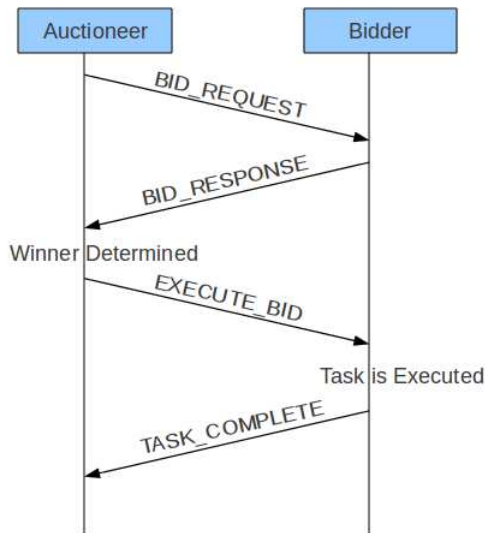 Auctioneer
Bidder
BID_REQUEST
BID_RESPONSE
Winner Determined
EXECUTE_BID
Task is Executed
TASK_COMPLETE